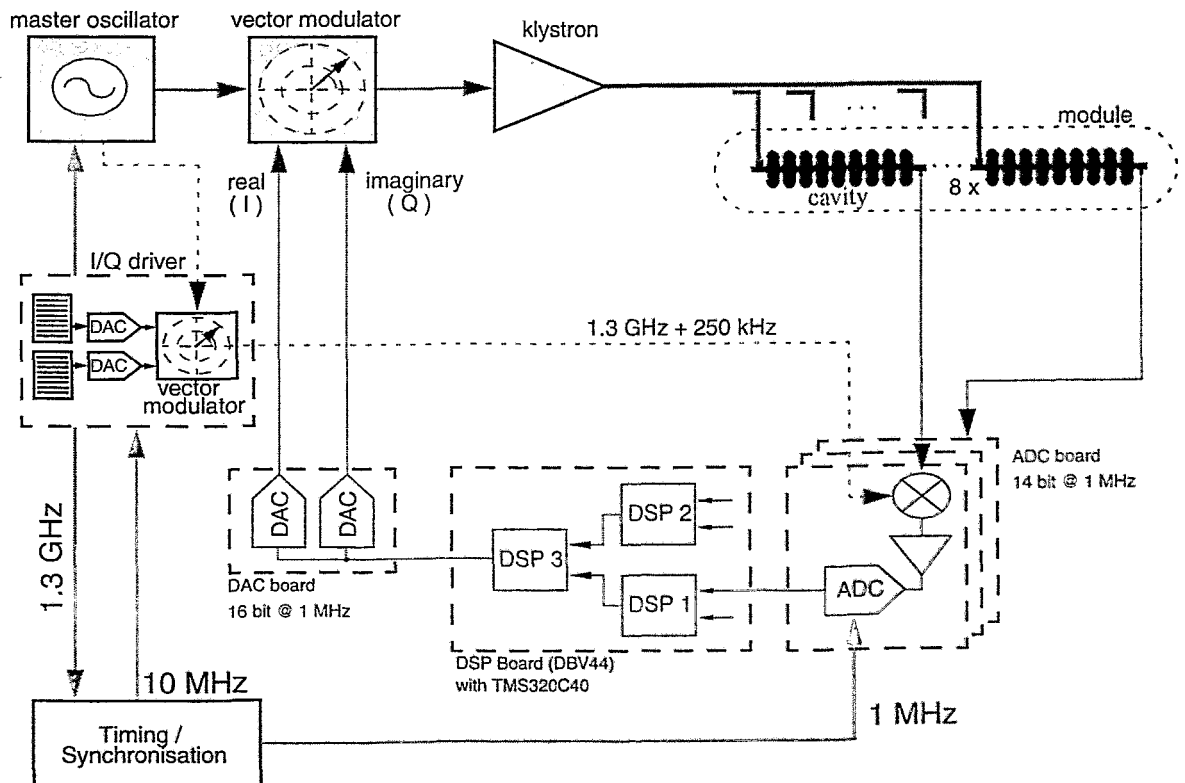 master oscillator
vector modulator
klystron
module
cavity
8 x
real
( I )
imaginary
( Q )
I/Q driver
DAC
DAC
vector
modulator
1.3 GHz + 250 kHz
ADC board
14 bit @ 1 MHz
DAC
DAC
DAC board
16 bit @ 1 MHz
DSP 2
DSP 3
DSP 1
DSP Board (DBV44)
with TMS320C40
ADC
1.3 GHz
10 MHz
1 MHz
Timing /
Synchronisation